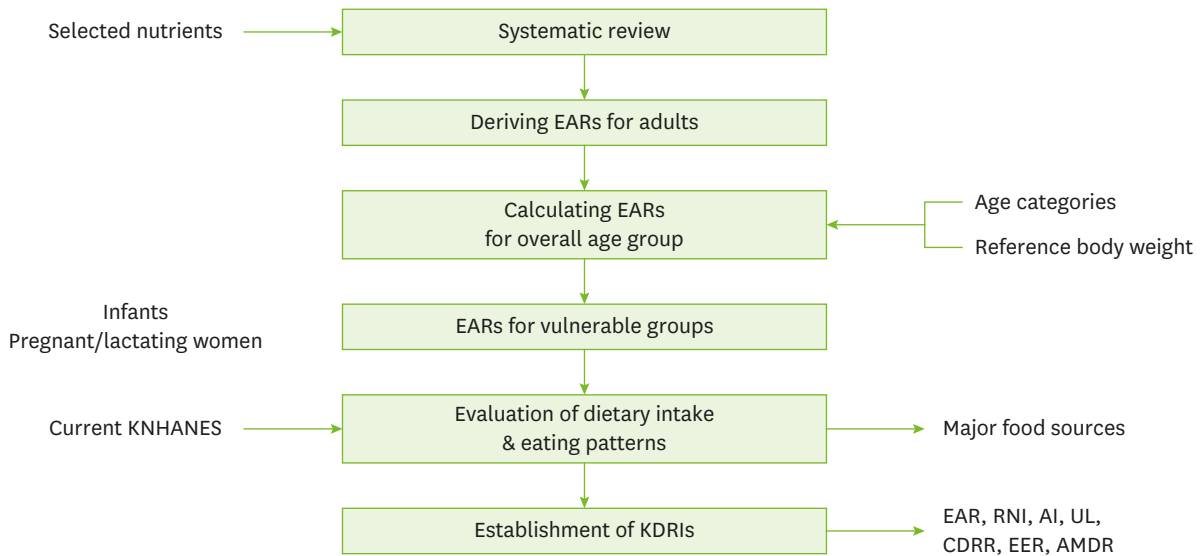 Selected nutrients
Systematic review
Deriving EARs for adults
Calculating EARs
for overall age group
Age categories
Reference body weight
Infants
Pregnant/lactating women
EARs for vulnerable groups
Current KNHANES
Evaluation of dietary intake
& eating patterns
Major food sources
Establishment of KDRIs
EAR, RNI, AI, UL,
CDRR, EER, AMDR